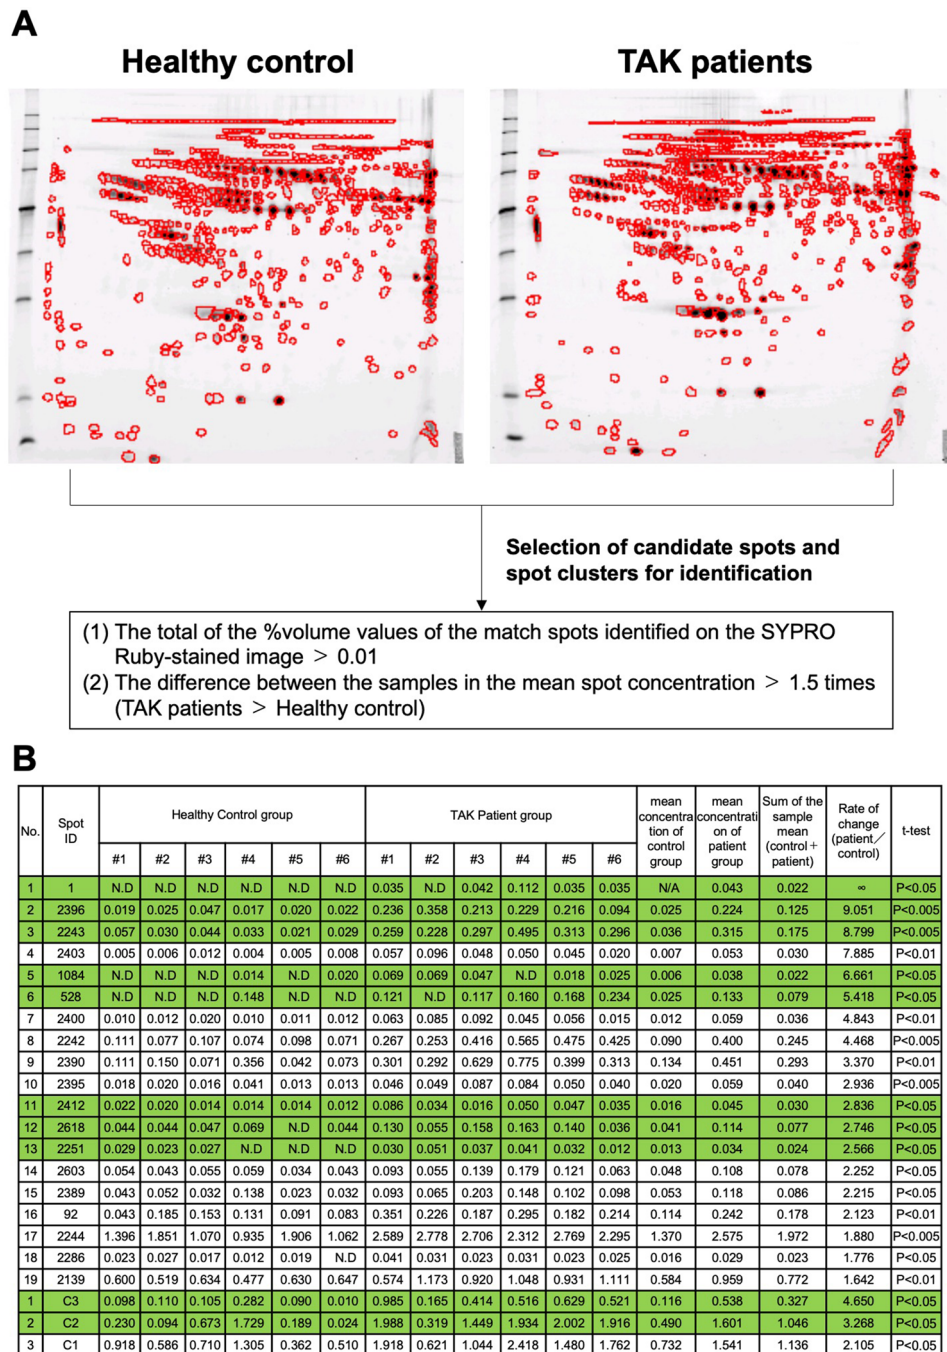 A
Healthy control
TAK patients
Selection of candidate spots and
spot clusters for identification
(1) The total of the %volume values of the match spots identified on the SYPRO
Ruby-stained image > 0.01
(2) The difference between the samples in the mean spot concentration > 1.5 times
(TAK patients > Healthy control)
B
No. Spot ID Healthy Control group TAK Patient group mean concentration of control group mean concentration of patient group Sum of the sample mean (control+patient) Rate of change (patient/control) t-test
#1 #2 #3 #4 #5 #6 #1 #2 #3 #4 #5 #6
1 1 N.D N.D N.D N.D N.D N.D 0.035 N.D 0.042 0.112 0.035 0.035 N/A 0.043 0.022 ∞ P<0.05
2 2396 0.019 0.025 0.047 0.017 0.020 0.022 0.236 0.358 0.213 0.229 0.216 0.094 0.025 0.224 0.125 9.051 P<0.005
3 2243 0.057 0.030 0.044 0.033 0.021 0.029 0.259 0.228 0.297 0.495 0.313 0.296 0.036 0.315 0.175 8.799 P<0.005
4 2403 0.005 0.006 0.012 0.004 0.005 0.008 0.057 0.096 0.048 0.050 0.045 0.020 0.007 0.053 0.030 7.885 P<0.01
5 1084 N.D N.D N.D 0.014 N.D 0.020 0.069 0.069 0.047 N.D 0.018 0.025 0.006 0.038 0.022 6.661 P<0.05
6 528 N.D N.D N.D 0.148 N.D N.D 0.121 N.D 0.117 0.160 0.168 0.234 0.025 0.133 0.079 5.418 P<0.05
7 2400 0.010 0.012 0.020 0.010 0.011 0.012 0.063 0.085 0.092 0.045 0.056 0.015 0.012 0.059 0.036 4.843 P<0.01
8 2242 0.111 0.077 0.107 0.074 0.098 0.071 0.267 0.253 0.416 0.565 0.475 0.425 0.090 0.400 0.245 4.468 P<0.005
9 2390 0.111 0.150 0.071 0.356 0.042 0.073 0.301 0.292 0.629 0.775 0.399 0.313 0.134 0.451 0.293 3.370 P<0.01
10 2395 0.018 0.020 0.016 0.041 0.013 0.013 0.046 0.049 0.087 0.084 0.050 0.040 0.020 0.059 0.040 2.936 P<0.005
11 2412 0.022 0.020 0.014 0.014 0.014 0.012 0.086 0.034 0.016 0.050 0.047 0.035 0.016 0.045 0.030 2.836 P<0.05
12 2618 0.044 0.044 0.047 0.069 N.D 0.044 0.130 0.055 0.158 0.163 0.140 0.036 0.041 0.114 0.077 2.746 P<0.05
13 2251 0.029 0.023 0.027 N.D N.D N.D 0.030 0.051 0.037 0.041 0.032 0.012 0.013 0.034 0.024 2.566 P<0.05
14 2603 0.054 0.043 0.055 0.059 0.034 0.043 0.093 0.055 0.139 0.179 0.121 0.063 0.048 0.108 0.078 2.252 P<0.05
15 2389 0.043 0.052 0.032 0.138 0.023 0.032 0.093 0.065 0.203 0.148 0.102 0.098 0.053 0.118 0.086 2.215 P<0.05
16 92 0.043 0.185 0.153 0.131 0.091 0.083 0.351 0.226 0.187 0.295 0.182 0.214 0.114 0.242 0.178 2.123 P<0.01
17 2244 1.396 1.851 1.070 0.935 1.906 1.062 2.589 2.778 2.706 2.312 2.769 2.295 1.370 2.575 1.972 1.880 P<0.005
18 2286 0.023 0.027 0.017 0.012 0.019 N.D 0.041 0.031 0.023 0.031 0.023 0.025 0.016 0.029 0.023 1.776 P<0.05
19 2139 0.600 0.519 0.634 0.477 0.630 0.647 0.574 1.173 0.920 1.048 0.931 1.111 0.584 0.959 0.772 1.642 P<0.01
1 C3 0.098 0.110 0.105 0.282 0.090 0.010 0.985 0.165 0.414 0.516 0.629 0.521 0.116 0.538 0.327 4.650 P<0.05
2 C2 0.230 0.094 0.673 1.729 0.189 0.024 1.988 0.319 1.449 1.934 2.002 1.916 0.490 1.601 1.046 3.268 P<0.05
3 C1 0.918 0.586 0.710 1.305 0.362 0.510 1.918 0.621 1.044 2.418 1.480 1.762 0.732 1.541 1.136 2.105 P<0.05